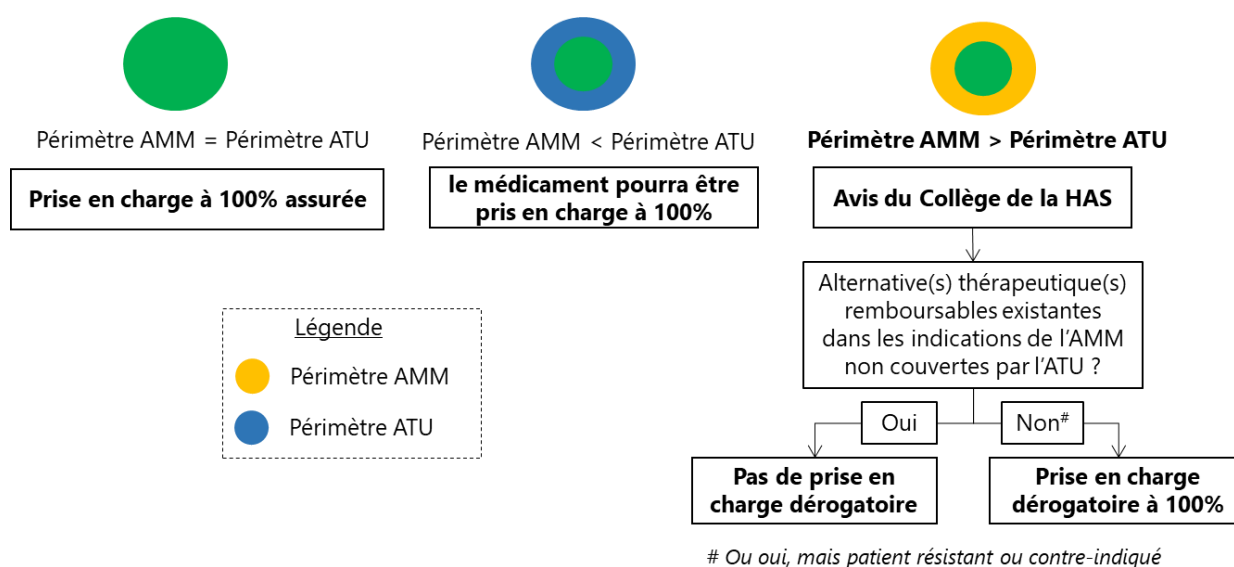 Périmètre AMM = Périmètre ATU
Prise en charge à 100% assurée
Périmètre AMM < Périmètre ATU
le médicament pourra être
pris en charge à 100%
Périmètre AMM > Périmètre ATU
Avis du Collège de la HAS
Alternative(s) thérapeutique(s)
remboursables existantes
dans les indications de l'AMM
non couvertes par l'ATU ?
Oui
Non#
Pas de prise en
charge dérogatoire
Prise en charge
dérogatoire à 100%
# Ou oui, mais patient résistant ou contre-indiqué
Légende
Périmètre AMM
Périmètre ATU